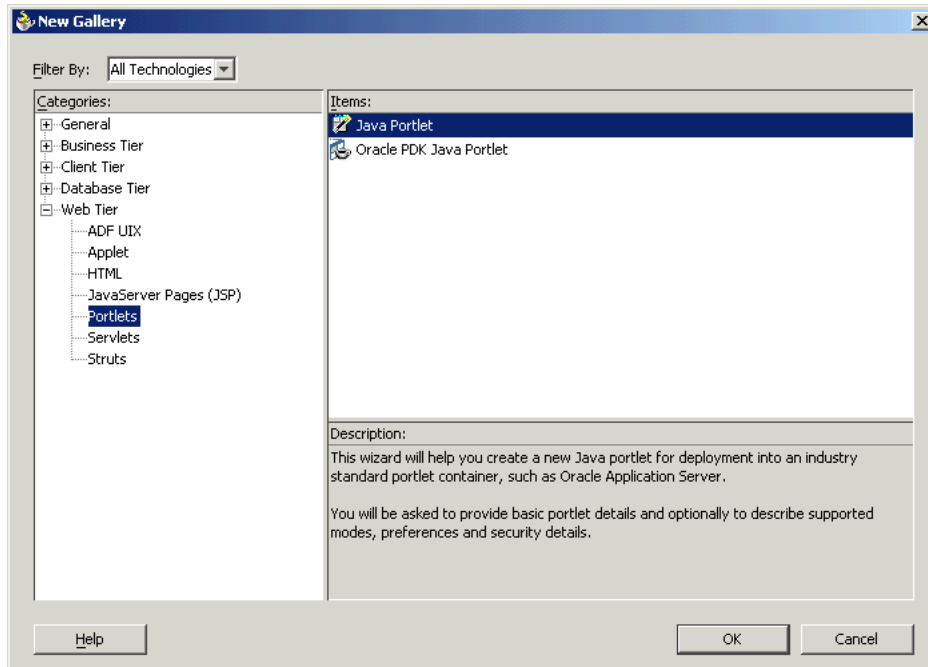 New Gallery
Filter By: All Technologies
Categories:
General
Business Tier
Client Tier
Database Tier
Web Tier
ADF UIX
Applet
HTML
JavaServer Pages (JSP)
Portlets
Servlets
Struts
Items:
Java Portlet
Oracle PDK Java Portlet
Description:
This wizard will help you create a new Java portlet for deployment into an industry
standard portlet container, such as Oracle Application Server.
You will be asked to provide basic portlet details and optionally to describe supported
modes, preferences and security details.
Help
OK
Cancel